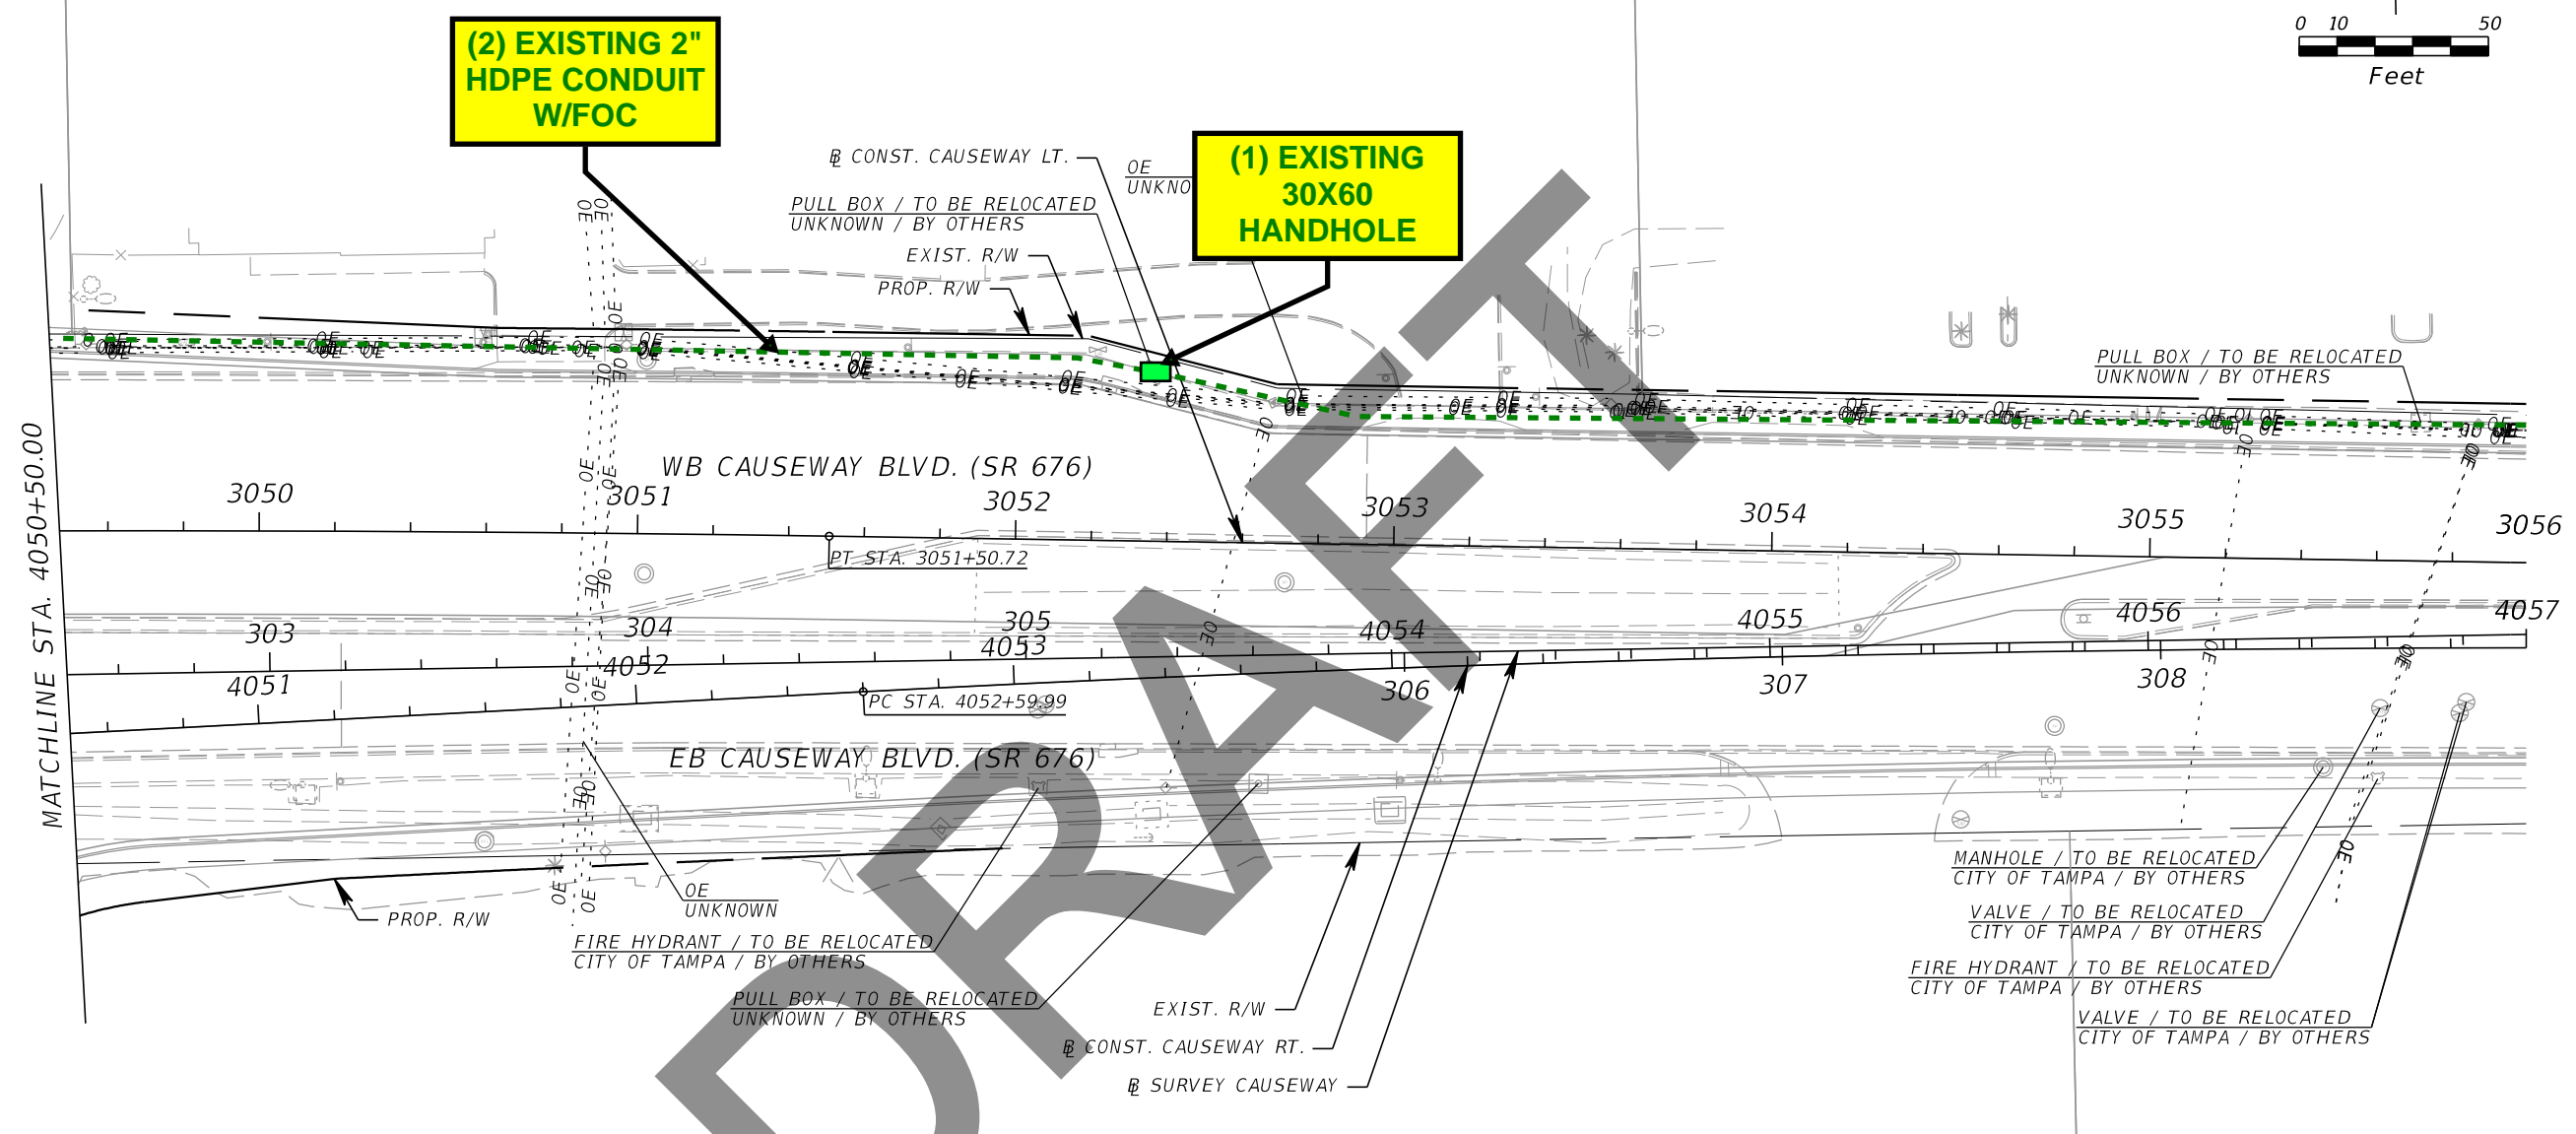 0 10 50
Feet
(2) EXISTING 2"
HDPE CONDUIT
W/FOC
(1) EXISTING
30X60
HANDHOLE
BL CONST. CAUSEWAY LT.
OE
UNKNO
PULL BOX / TO BE RELOCATED
UNKNOWN / BY OTHERS
EXIST. R/W
PROP. R/W
PULL BOX / TO BE RELOCATED
UNKNOWN / BY OTHERS
MATCHLINE STA. 4050+50.00
WB CAUSEWAY BLVD. (SR 676)
3050 3051 3052 3053 3054 3055 3056
PT STA. 3051+50.72
303 304 305
4051 4052 4053 4054 4055 4056 4057
306 307 308
PC STA. 4052+59.99
EB CAUSEWAY BLVD. (SR 676)
PROP. R/W
OE
UNKNOWN
FIRE HYDRANT / TO BE RELOCATED
CITY OF TAMPA / BY OTHERS
PULL BOX / TO BE RELOCATED
UNKNOWN / BY OTHERS
EXIST. R/W
BL CONST. CAUSEWAY RT.
BL SURVEY CAUSEWAY
MANHOLE / TO BE RELOCATED
CITY OF TAMPA / BY OTHERS
VALVE / TO BE RELOCATED
CITY OF TAMPA / BY OTHERS
FIRE HYDRANT / TO BE RELOCATED
CITY OF TAMPA / BY OTHERS
VALVE / TO BE RELOCATED
CITY OF TAMPA / BY OTHERS
DRAFT